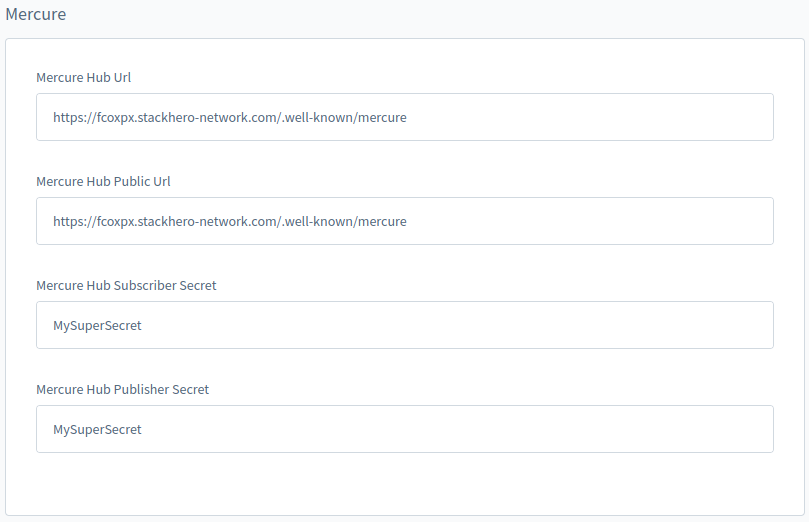 Mercure
Mercure Hub Url
https://fcoxpx.stackhero-network.com/.well-known/mercure
Mercure Hub Public Url
https://fcoxpx.stackhero-network.com/.well-known/mercure
Mercure Hub Subscriber Secret
MySuperSecret
Mercure Hub Publisher Secret
MySuperSecret